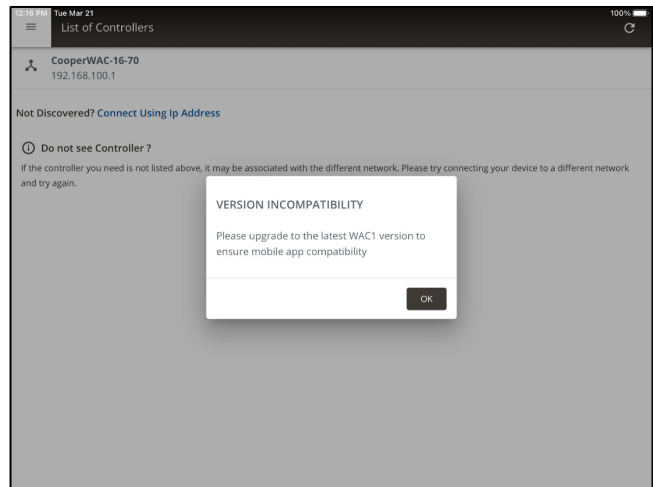 12:16 PM Tue Mar 21 100%
List of Controllers
CooperWAC-16-70
192.168.100.1
Not Discovered? Connect Using Ip Address
Do not see Controller ?
If the controller you need is not listed above, it may be associated with the different network. Please try connecting your device to a different network
and try again.
VERSION INCOMPATIBILITY
Please upgrade to the latest WAC1 version to
ensure mobile app compatibility
OK